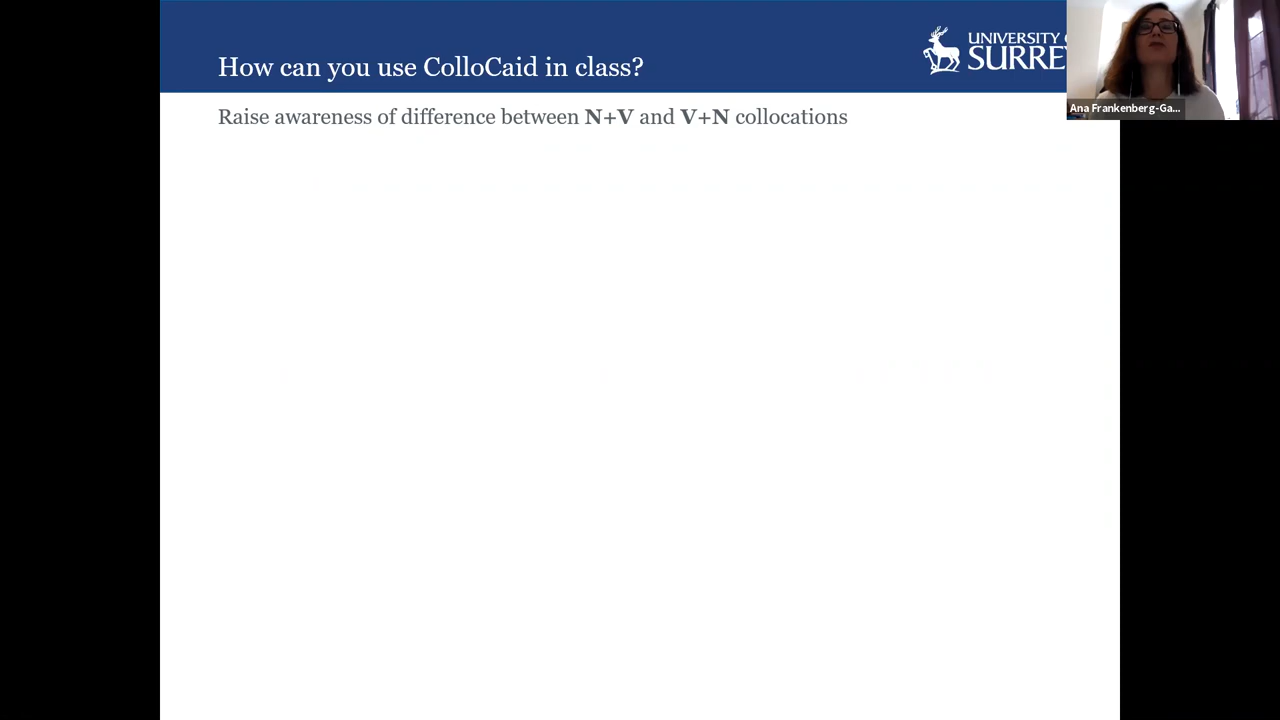 How can you use ColloCaid in class?
UNIVERSITY
SURREY
Ana Frankenberg-Ga...
Raise awareness of difference between N+V and V+N collocations